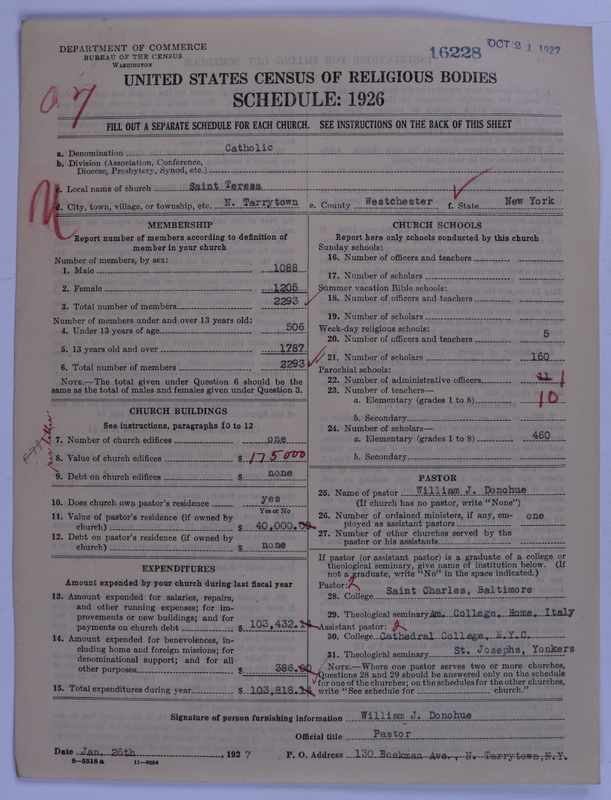 DEPARTMENT OF COMMERCE
BUREAU OF THE CENSUS
WASHINGTON
16228
OCT 21 1927
UNITED STATES CENSUS OF RELIGIOUS BODIES
SCHEDULE: 1926
FILL OUT A SEPARATE SCHEDULE FOR EACH CHURCH. SEE INSTRUCTIONS ON THE BACK OF THIS SHEET
a. Denomination Catholic
b. Division (Association, Conference, Diocese, Presbytery, Synod, etc.)
c. Local name of church Saint Teresa
d. City, town, village, or township, etc. N. Tarrytown e. County Westchester f. State New York
MEMBERSHIP
Report number of members according to definition of
member in your church
Number of members, by sex:
1. Male 1088
2. Female 1205
3. Total number of members 2293
Number of members under and over 13 years old:
4. Under 13 years of age 506
5. 13 years old and over 1787
6. Total number of members 2293
NOTE.—The total given under Question 6 should be the
same as the total of males and females given under Question 3.
CHURCH BUILDINGS
See instructions, paragraphs 10 to 12
7. Number of church edifices one
per letter
8. Value of church edifices $ 175000
9. Debt on church edifices $ none
10. Does church own pastor's residence yes
Yes or No
11. Value of pastor's residence (if owned by
church) $ 40,000.00
12. Debt on pastor's residence (if owned by
church) $ none
EXPENDITURES
Amount expended by your church during last fiscal year
13. Amount expended for salaries, repairs,
and other running expenses; for im-
provements or new buildings; and for
payments on church debt $ 103,432.14
14. Amount expended for benevolences, in-
cluding home and foreign missions; for
denominational support; and for all
other purposes $ 386.00
15. Total expenditures during year $ 103,818.14
CHURCH SCHOOLS
Report here only schools conducted by this church
Sunday schools:
16. Number of officers and teachers
17. Number of scholars
Summer vacation Bible schools:
18. Number of officers and teachers
19. Number of scholars
Week-day religious schools:
20. Number of officers and teachers 5
21. Number of scholars 160
Parochial schools:
22. Number of administrative officers 11 1
23. Number of teachers—
a. Elementary (grades 1 to 8) 10
b. Secondary
24. Number of scholars—
a. Elementary (grades 1 to 8) 460
b. Secondary
PASTOR
25. Name of pastor William J. Donohue
(If church has no pastor, write "None")
26. Number of ordained ministers, if any, em-
ployed as assistant pastors one
27. Number of other churches served by the
pastor or his assistants
If pastor (or assistant pastor) is a graduate of a college or
theological seminary, give name of institution below. (If
not a graduate, write "No" in the space indicated.)
Pastor: 2
28. College Saint Charles, Baltimore
29. Theological seminary Am. College, Rome, Italy
Assistant pastor: 2
30. College Cathedral College, N.Y.C.
31. Theological seminary St. Josephs, Yonkers
NOTE.—Where one pastor serves two or more churches,
Questions 28 and 29 should be answered only on the schedule
for one of the churches; on the schedules for the other churches,
write "See schedule for church."
Signature of person furnishing information William J. Donohue
Official title Pastor
Date Jan. 26th, 1927 P. O. Address 130 Beekman Ave., N. Tarrytown, N.Y.
8—5518 a 11—9064